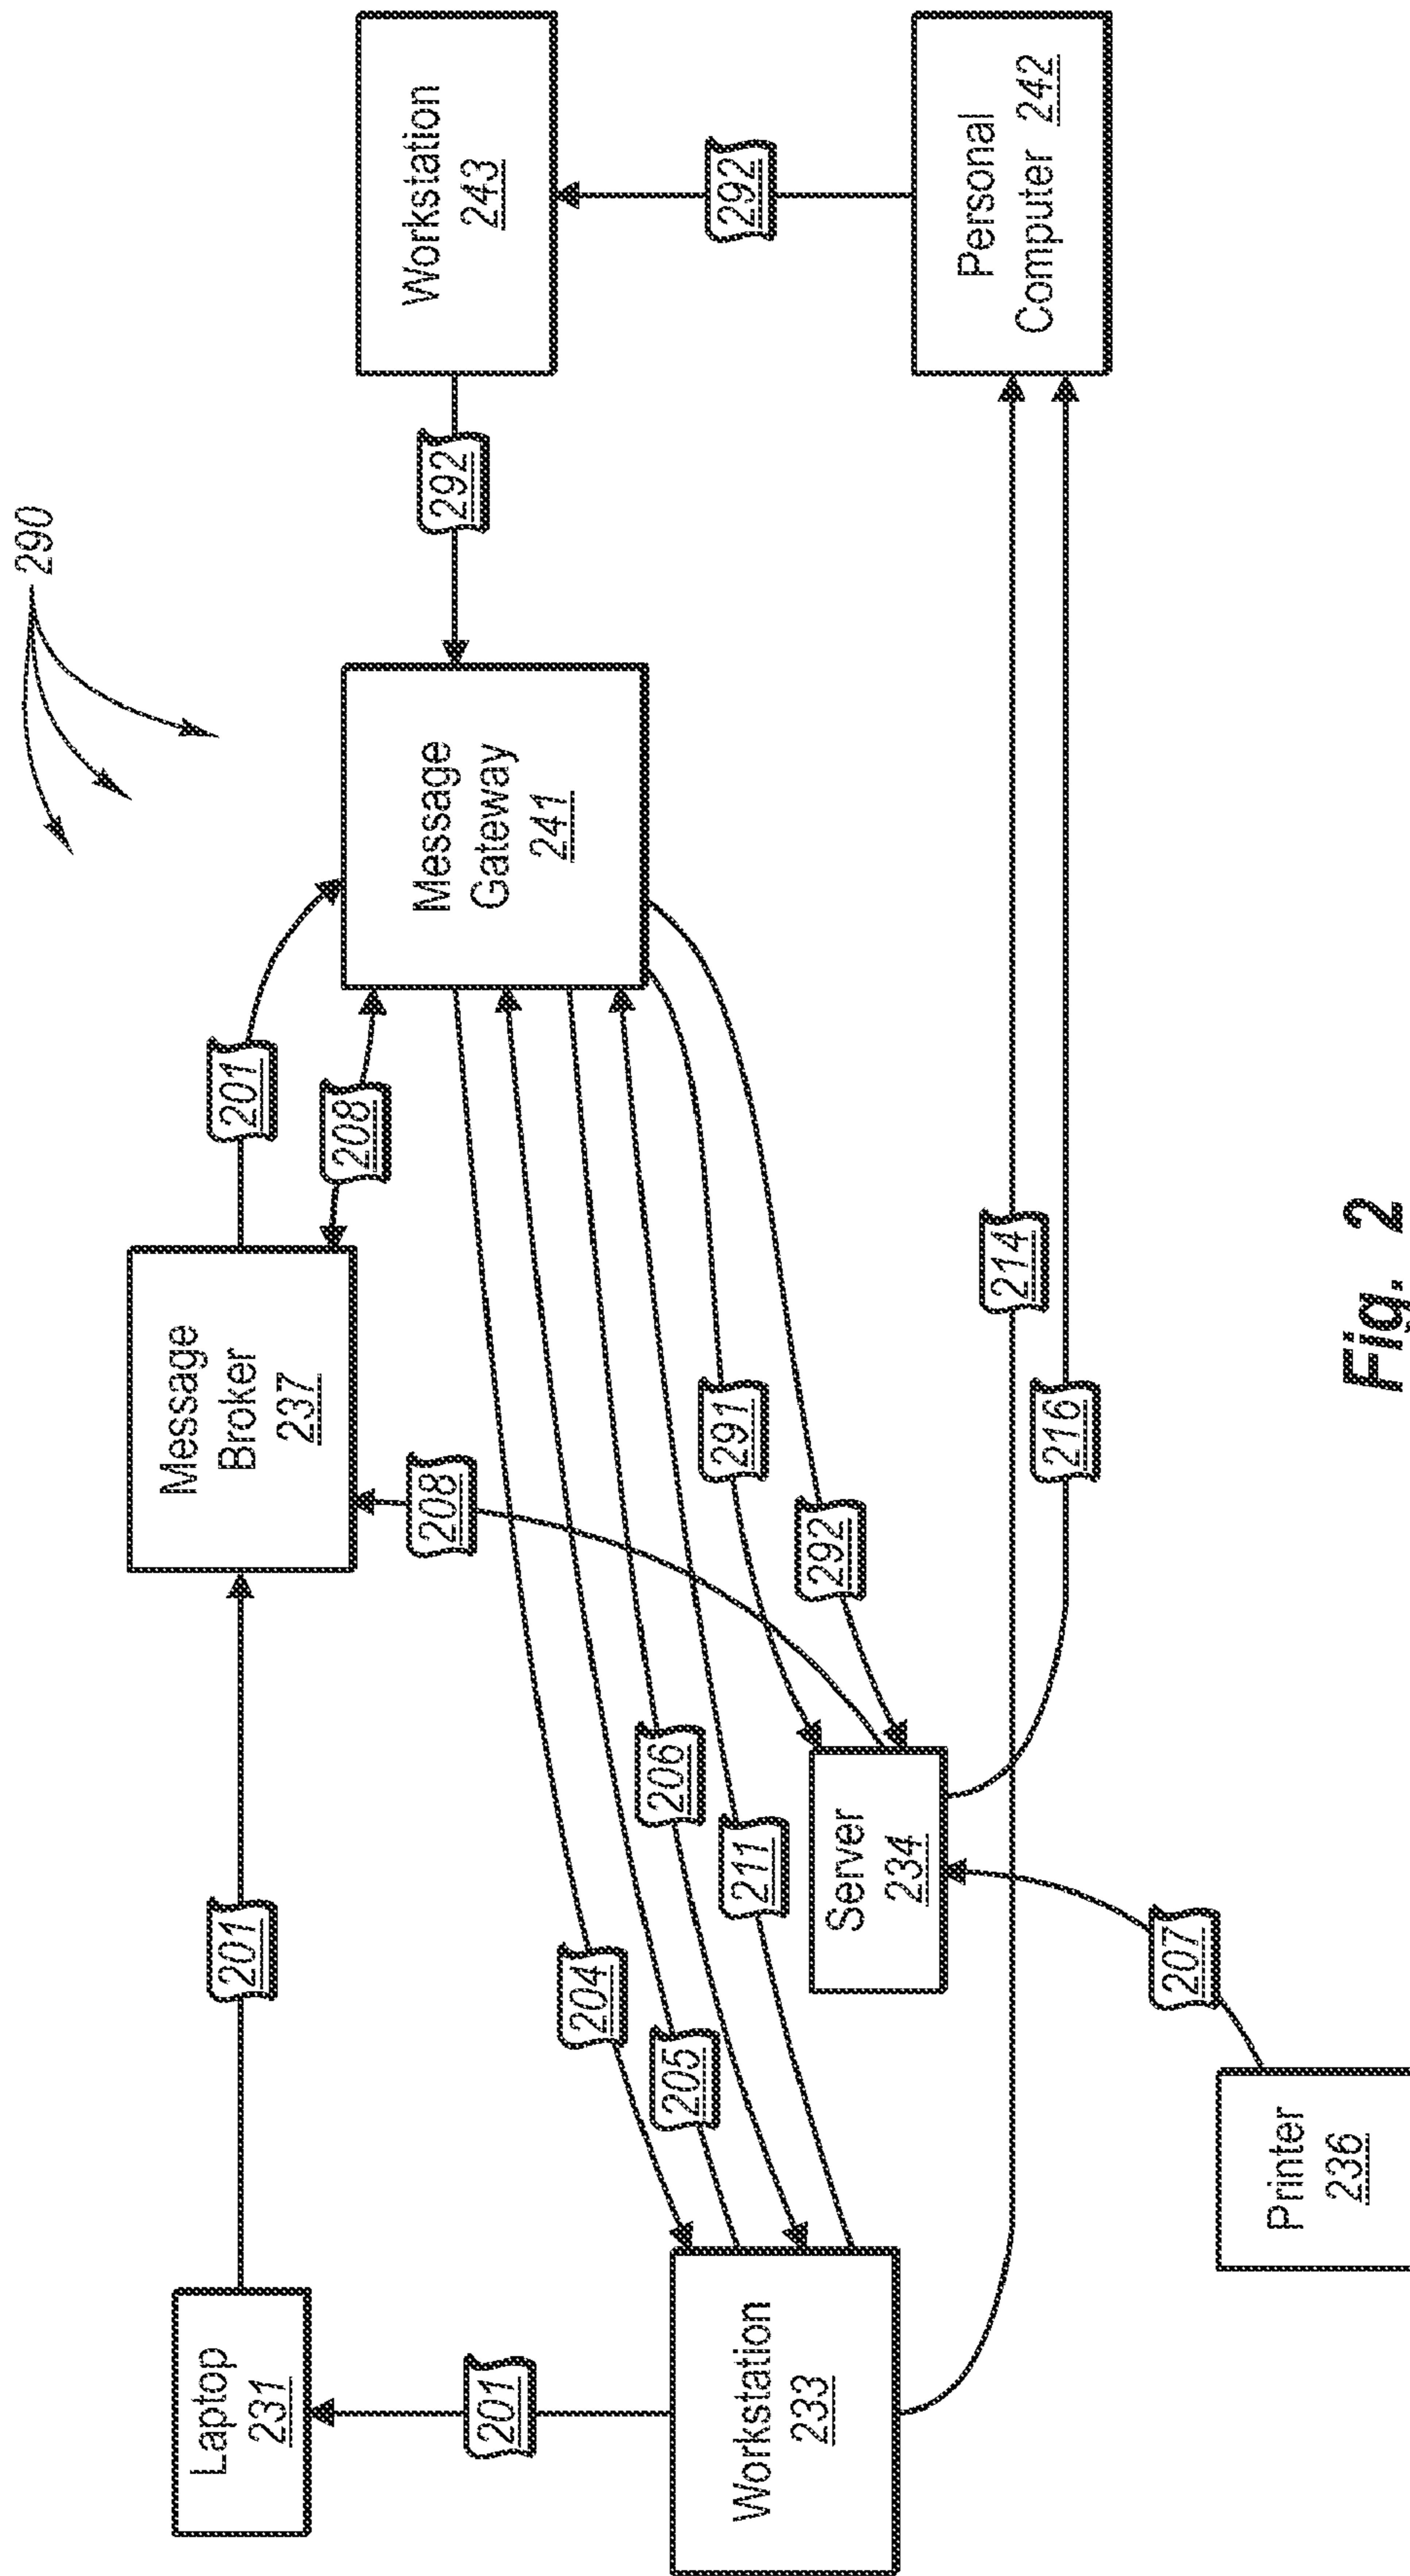 290
Laptop
231
201
Message
Broker
237
201
208
Message
Gateway
241
292
Workstation
243
201
Workstation
233
204
205
206
211
208
291
292
Server
234
292
214
216
Personal
Computer 242
207
Printer
236
Fig. 2